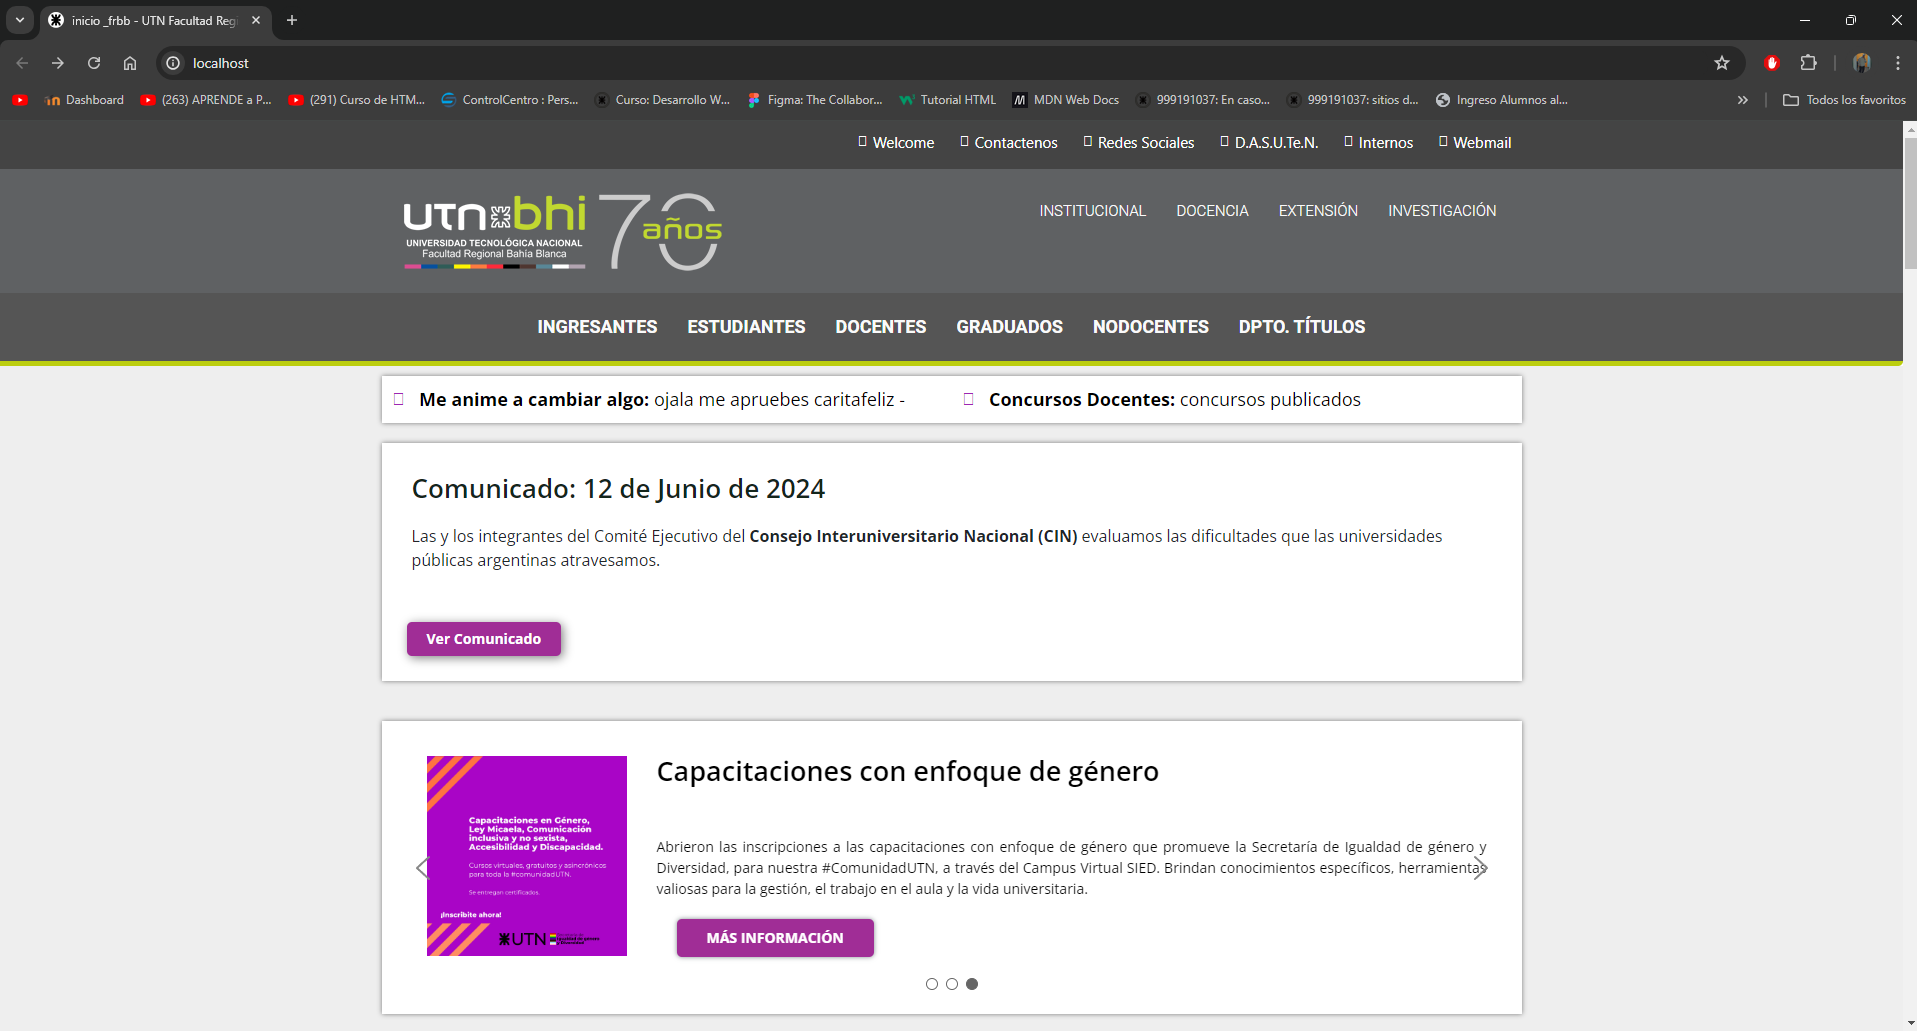 inicio _frbb - UTN Facultad Reg
localhost
Dashboard
(263) APRENDE a P...
(291) Curso de HTM...
ControlCentro : Pers...
Curso: Desarrollo W...
Figma: The Collabor...
Tutorial HTML
MDN Web Docs
999191037: En caso...
999191037: sitios d...
Ingreso Alumnos al...
Todos los favoritos
Welcome
Contactenos
Redes Sociales
D.A.S.U.Te.N.
Internos
Webmail
utn bhi
UNIVERSIDAD TECNOLÓGICA NACIONAL
Facultad Regional Bahía Blanca
70 años
INSTITUCIONAL
DOCENCIA
EXTENSIÓN
INVESTIGACIÓN
INGRESANTES
ESTUDIANTES
DOCENTES
GRADUADOS
NODOCENTES
DPTO. TÍTULOS
Me anime a cambiar algo: ojala me apruebes caritafeliz -
Concursos Docentes: concursos publicados
Comunicado: 12 de Junio de 2024
Las y los integrantes del Comité Ejecutivo del Consejo Interuniversitario Nacional (CIN) evaluamos las dificultades que las universidades
públicas argentinas atravesamos.
Ver Comunicado
Capacitaciones en Género,
Ley Micaela, Comunicación
inclusiva y no sexista,
Accesibilidad y Discapacidad.
Cursos virtuales, gratuitos y asincrónicos
para toda la #comunidadUTN.
Se entregan certificados.
¡Inscribite ahora!
UTN
Capacitaciones con enfoque de género
Abrieron las inscripciones a las capacitaciones con enfoque de género que promueve la Secretaría de Igualdad de género y
Diversidad, para nuestra #ComunidadUTN, a través del Campus Virtual SIED. Brindan conocimientos específicos, herramientas
valiosas para la gestión, el trabajo en el aula y la vida universitaria.
MÁS INFORMACIÓN